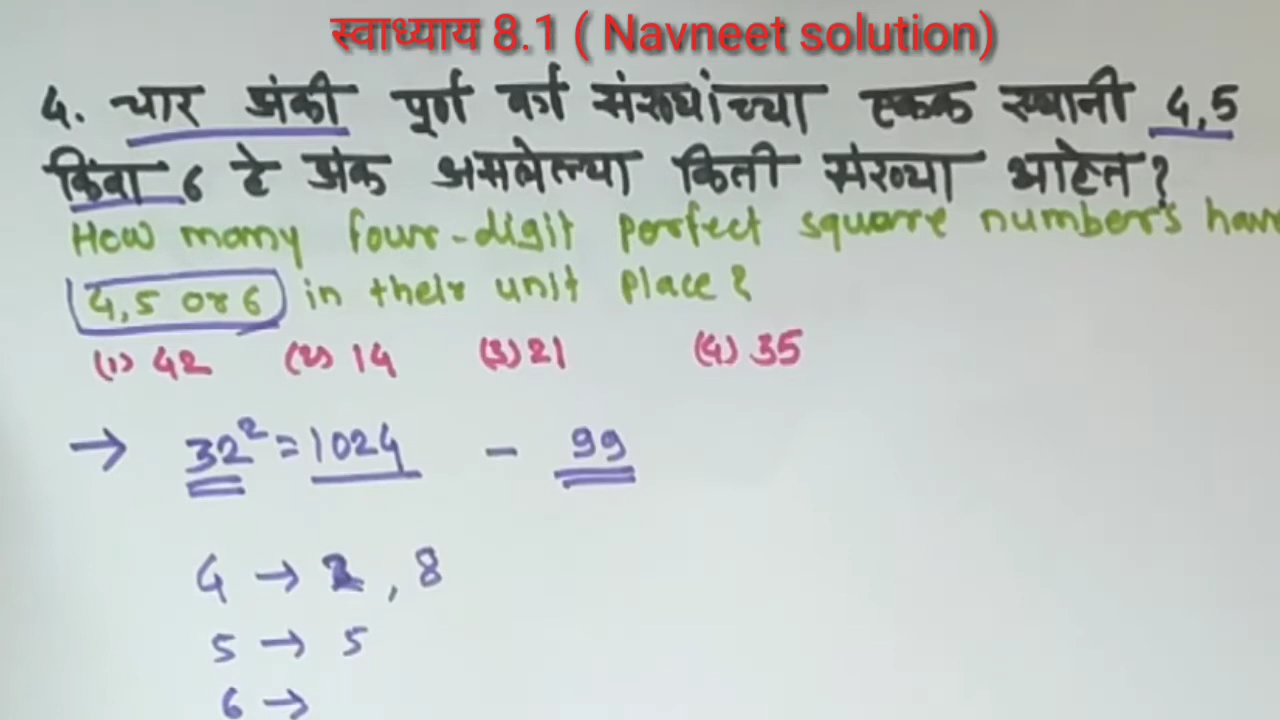 स्वाध्याय 8.1 ( Navneet solution)
4. चार अंकी पूर्ण वर्ग संख्यांच्या एकक स्थानी 4,5
किंवा 6 हे अंक असलेल्या किती संख्या आहेत?
How many four-digit perfect square numbers hav
4,5 or 6 in their unit place?
(1) 42 (2) 14 (3) 21 (4) 35
→ 32² = 1024 - 99
4 → 2, 8
5 → 5
6 →